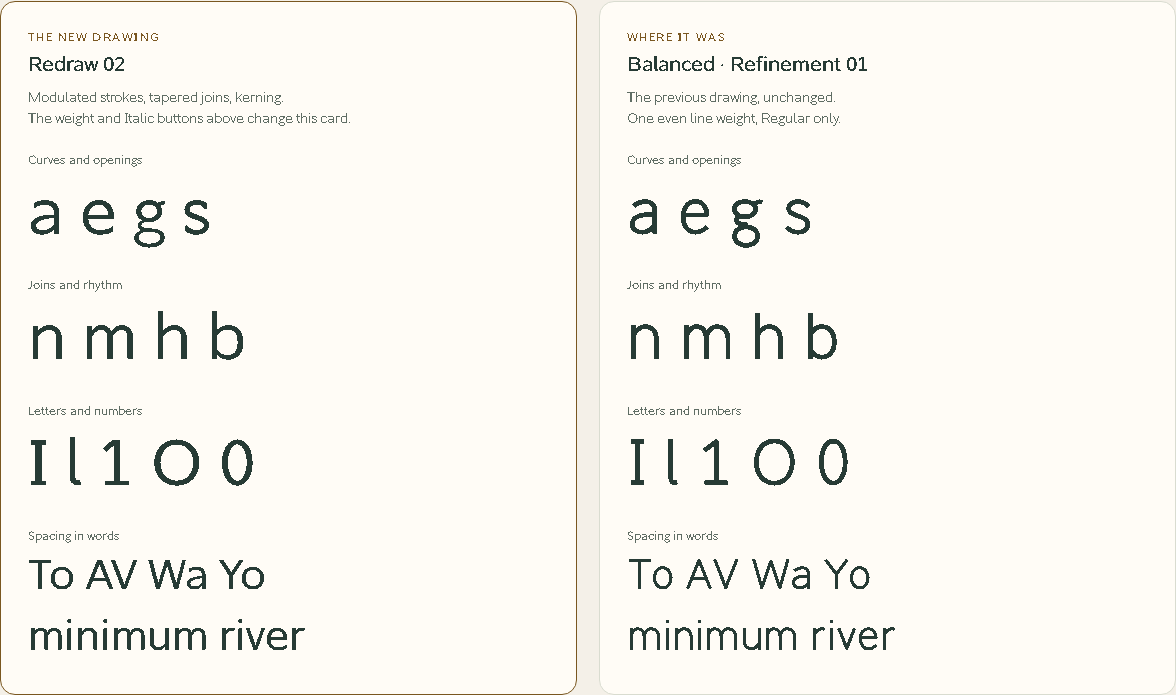 THE NEW DRAWING
Redraw 02
Modulated strokes, tapered joins, kerning.
The weight and Italic buttons above change this card.
Curves and openings
a e g s
Joins and rhythm
n m h b
Letters and numbers
I l 1 O 0
Spacing in words
To AV Wa Yo
minimum river
WHERE IT WAS
Balanced · Refinement 01
The previous drawing, unchanged.
One even line weight, Regular only.
Curves and openings
a e g s
Joins and rhythm
n m h b
Letters and numbers
I l 1 O 0
Spacing in words
To AV Wa Yo
minimum river